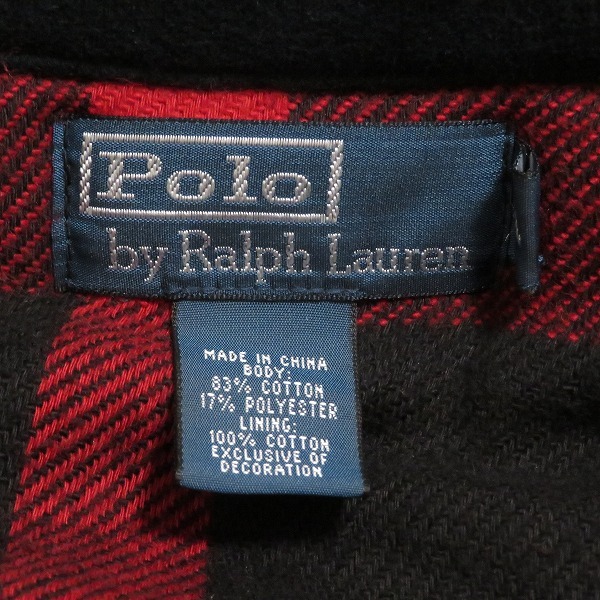 Polo
by Ralph Lauren
MADE IN CHINA
BODY:
83% COTTON
17% POLYESTER
LINING:
100% COTTON
EXCLUSIVE OF
DECORATION